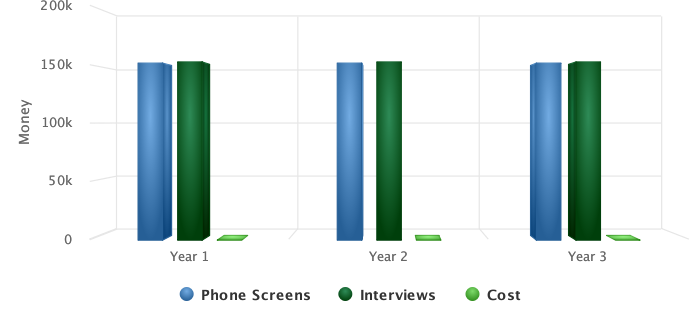 200k
150k
100k
50k
0
Money
Year 1 Year 2 Year 3
Phone Screens Interviews Cost